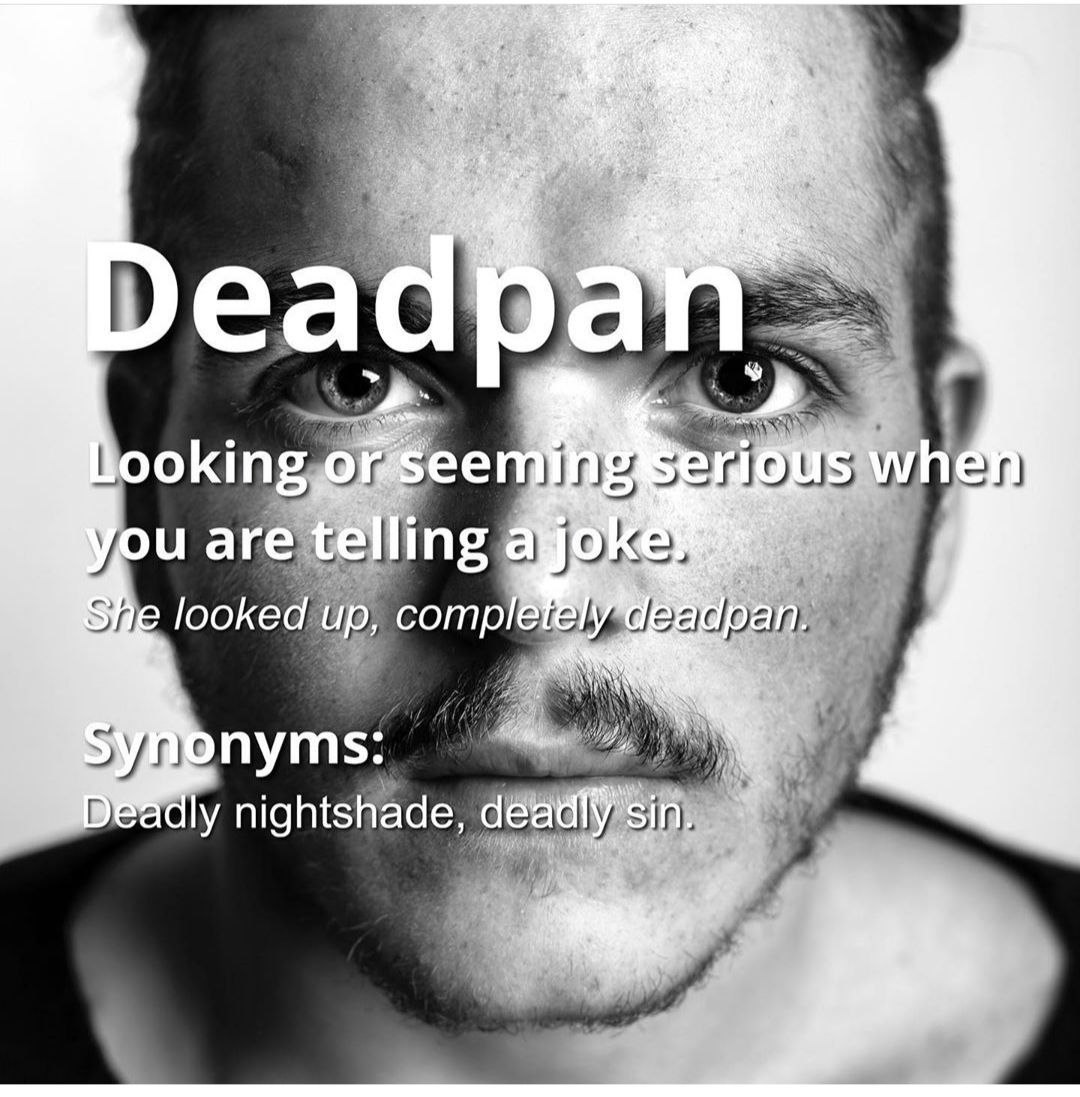 Deadpan
Looking or seeming serious when
you are telling a joke.
She looked up, completely deadpan.
Synonyms:
Deadly nightshade, deadly sin.